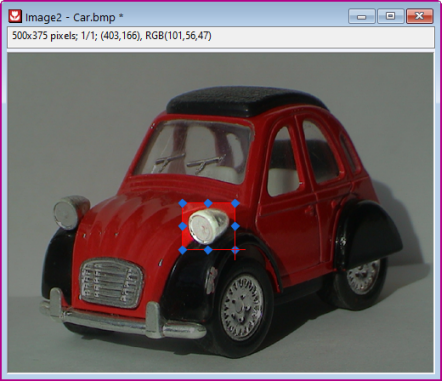 Image2 - Car.bmp *
500x375 pixels; 1/1; (403,166), RGB(101,56,47)